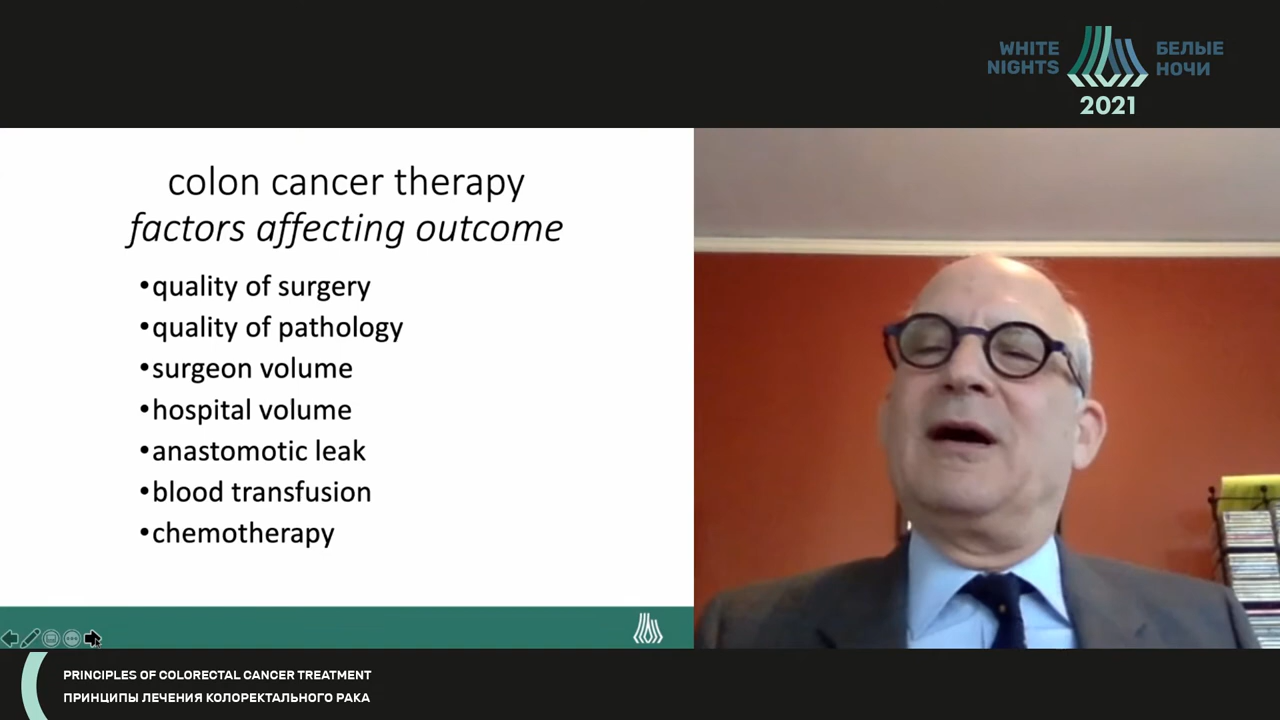 WHITE
NIGHTS
БЕЛЫЕ
НОЧИ
2021
colon cancer therapy
factors affecting outcome
•quality of surgery
•quality of pathology
•surgeon volume
•hospital volume
•anastomotic leak
•blood transfusion
•chemotherapy
PRINCIPLES OF COLORECTAL CANCER TREATMENT
ПРИНЦИПЫ ЛЕЧЕНИЯ КОЛОРЕКТАЛЬНОГО РАКА